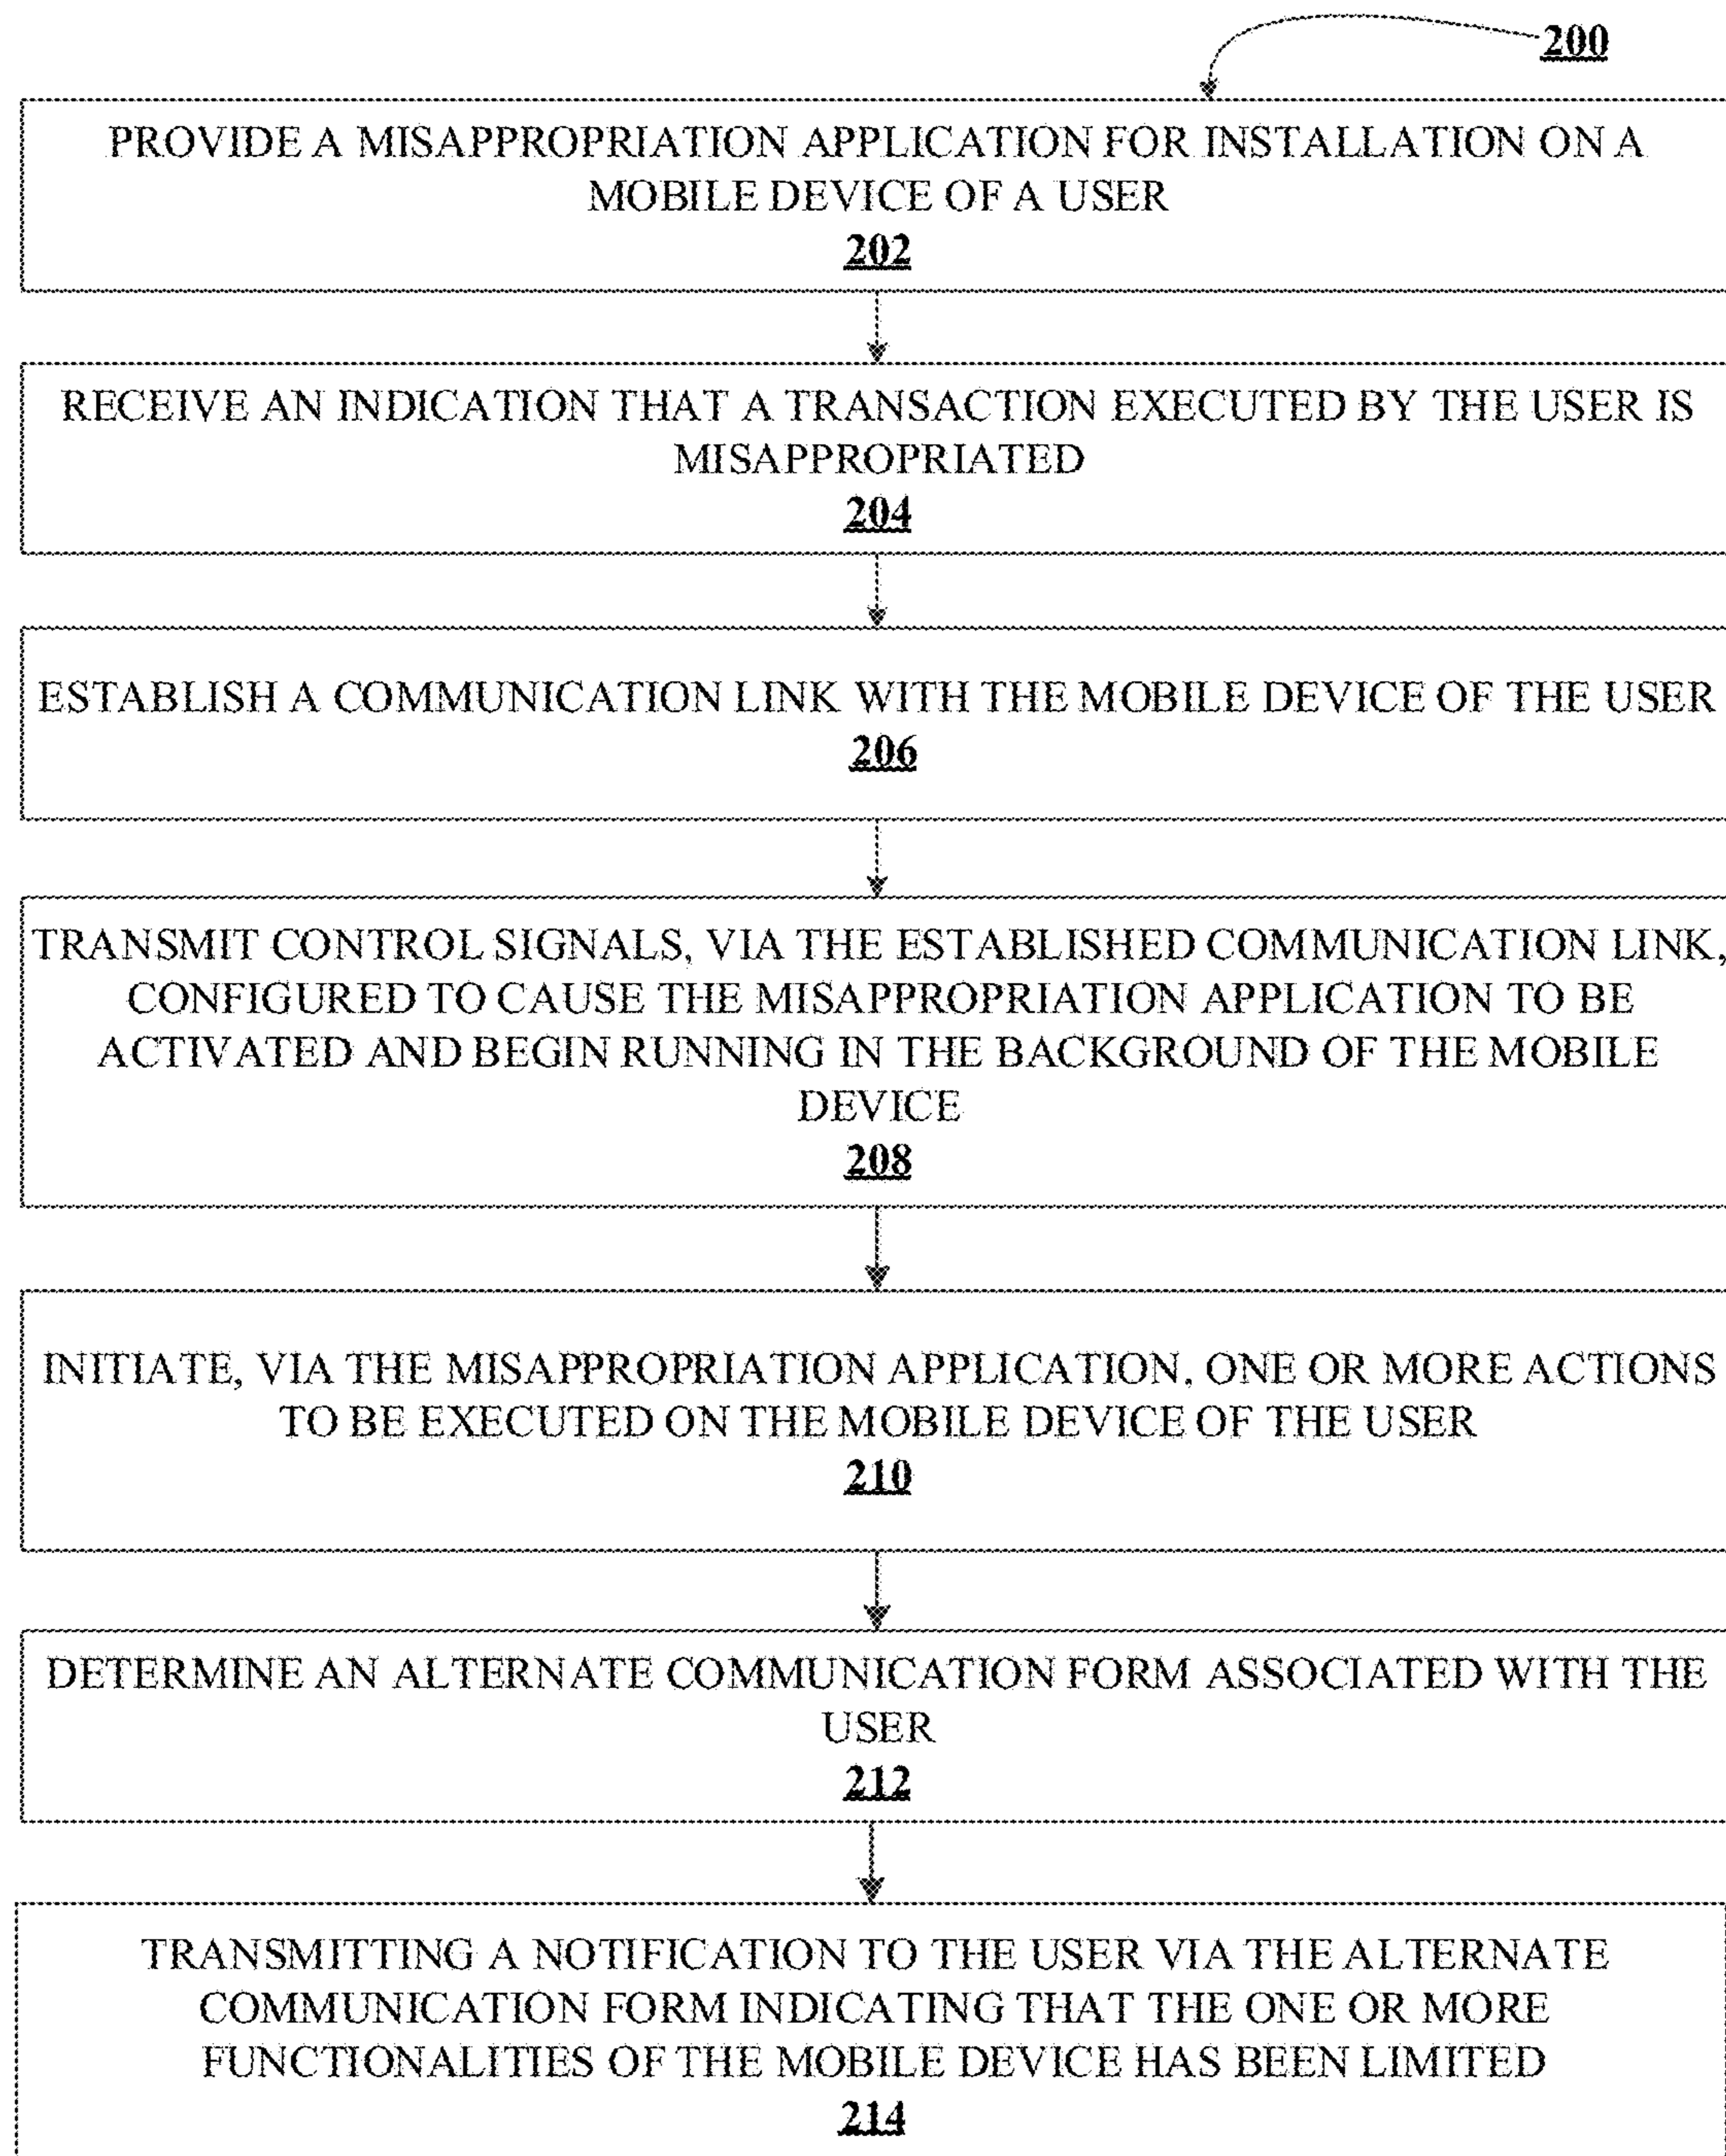 200
PROVIDE A MISAPPROPRIATION APPLICATION FOR INSTALLATION ON A
MOBILE DEVICE OF A USER
202
RECEIVE AN INDICATION THAT A TRANSACTION EXECUTED BY THE USER IS
MISAPPROPRIATED
204
ESTABLISH A COMMUNICATION LINK WITH THE MOBILE DEVICE OF THE USER
206
TRANSMIT CONTROL SIGNALS, VIA THE ESTABLISHED COMMUNICATION LINK,
CONFIGURED TO CAUSE THE MISAPPROPRIATION APPLICATION TO BE
ACTIVATED AND BEGIN RUNNING IN THE BACKGROUND OF THE MOBILE
DEVICE
208
INITIATE, VIA THE MISAPPROPRIATION APPLICATION, ONE OR MORE ACTIONS
TO BE EXECUTED ON THE MOBILE DEVICE OF THE USER
210
DETERMINE AN ALTERNATE COMMUNICATION FORM ASSOCIATED WITH THE
USER
212
TRANSMITTING A NOTIFICATION TO THE USER VIA THE ALTERNATE
COMMUNICATION FORM INDICATING THAT THE ONE OR MORE
FUNCTIONALITIES OF THE MOBILE DEVICE HAS BEEN LIMITED
214